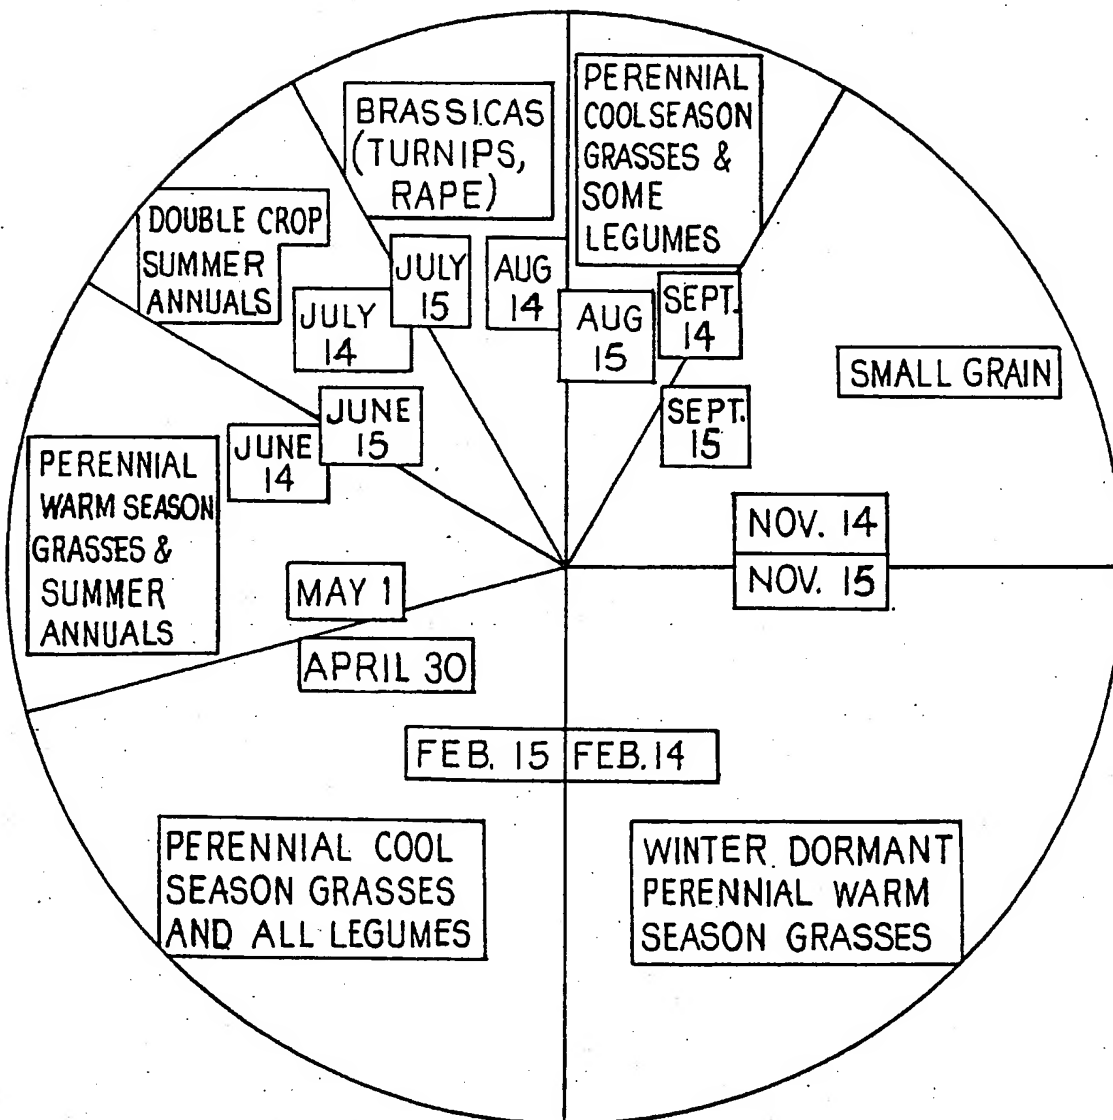 BRASSICAS
(TURNIPS,
RAPE)
PERENNIAL
COOL SEASON
GRASSES &
SOME
LEGUMES
DOUBLE CROP
SUMMER
ANNUALS
JULY
15
AUG
14
JULY
14
AUG
15
SEPT.
14
SMALL GRAIN
JUNE
15
JUNE
14
SEPT.
15
PERENNIAL
WARM SEASON
GRASSES &
SUMMER
ANNUALS
NOV. 14
NOV. 15
MAY 1
APRIL 30
FEB. 15
FEB. 14
PERENNIAL COOL
SEASON GRASSES
AND ALL LEGUMES
WINTER DORMANT
PERENNIAL WARM
SEASON GRASSES